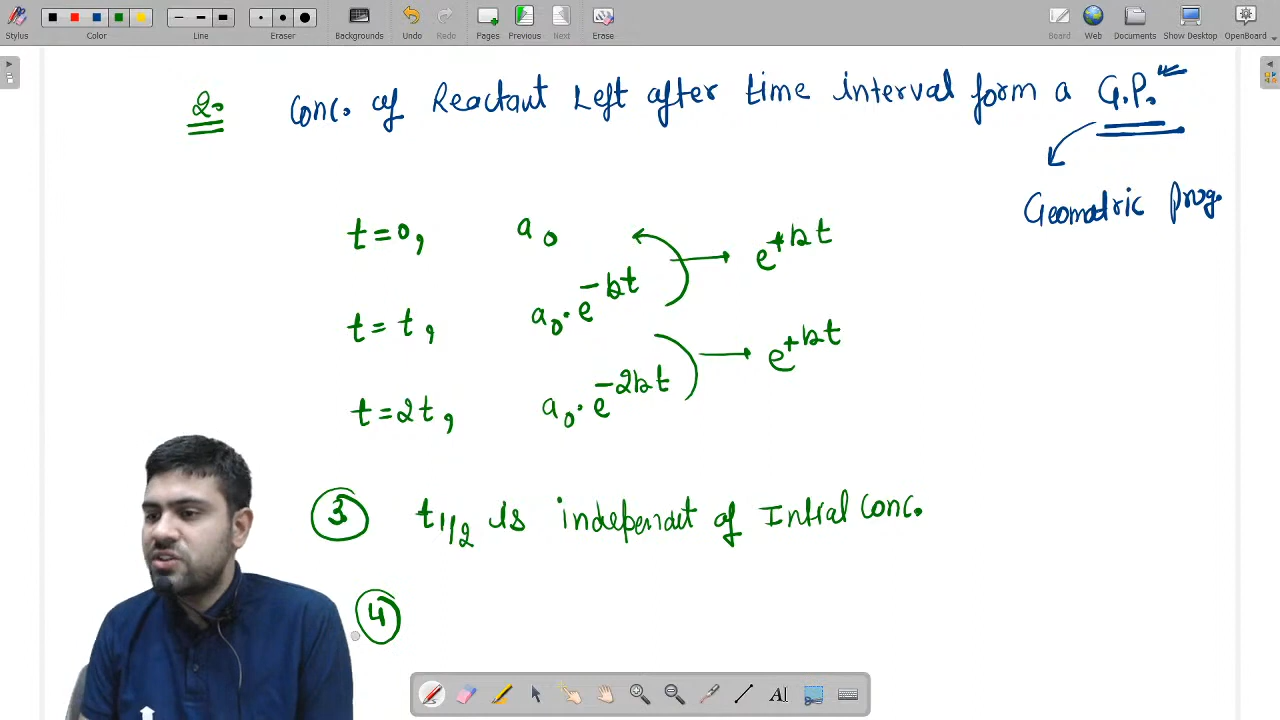 Stylus Color Line Eraser Backgrounds Undo Redo Pages Previous Next Erase Board Web Documents Show Desktop OpenBoard
2. Conc. of Reactant Left after time interval form a G.P.
Geomatric Prog.
t=0, a0 e^+kt
t=t, a0.e^-kt
e^+kt
t=2t, a0.e^-2kt
3 t1/2 is independent of Intial Conc.
4